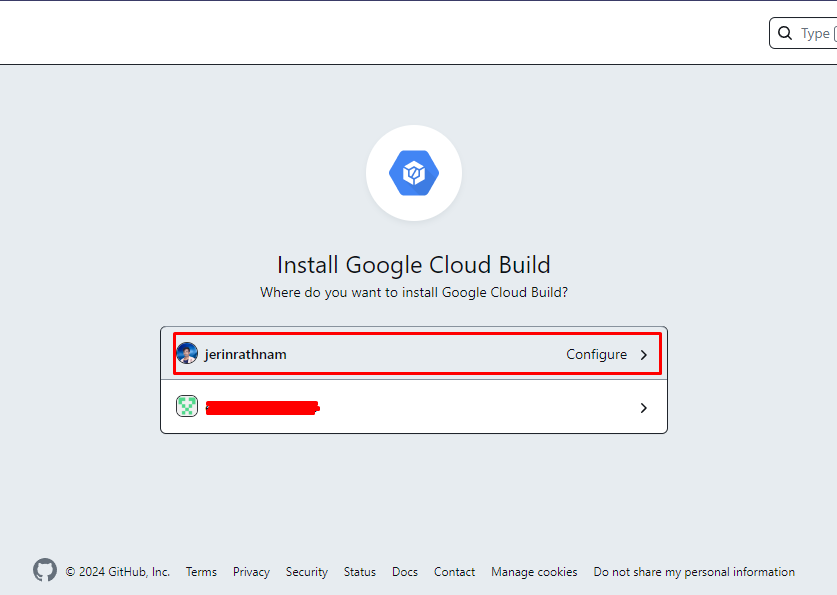 Type
Install Google Cloud Build
Where do you want to install Google Cloud Build?
jerinrathnam Configure
© 2024 GitHub, Inc. Terms Privacy Security Status Docs Contact Manage cookies Do not share my personal information